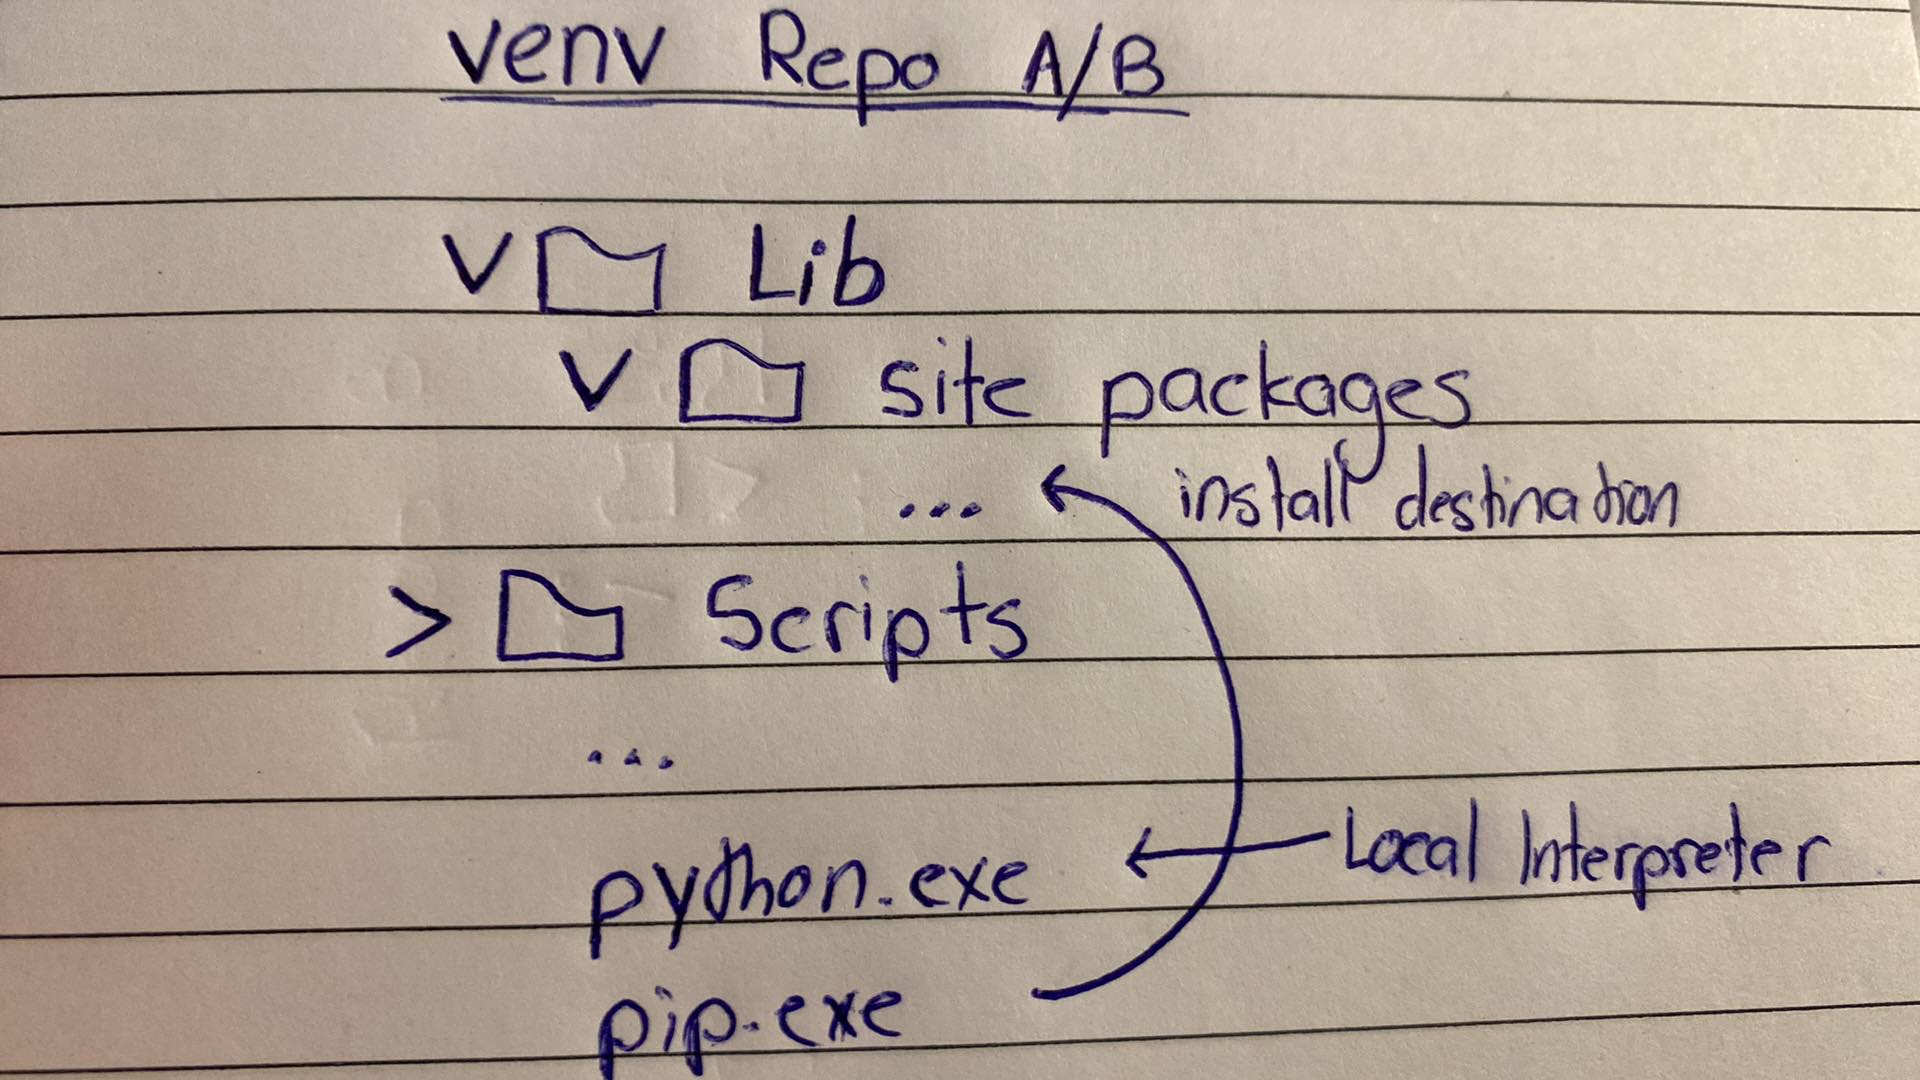 venv Repo A/B
Lib
site packages
... install destination
> Scripts
...
python.exe Local Interpreter
pip.exe